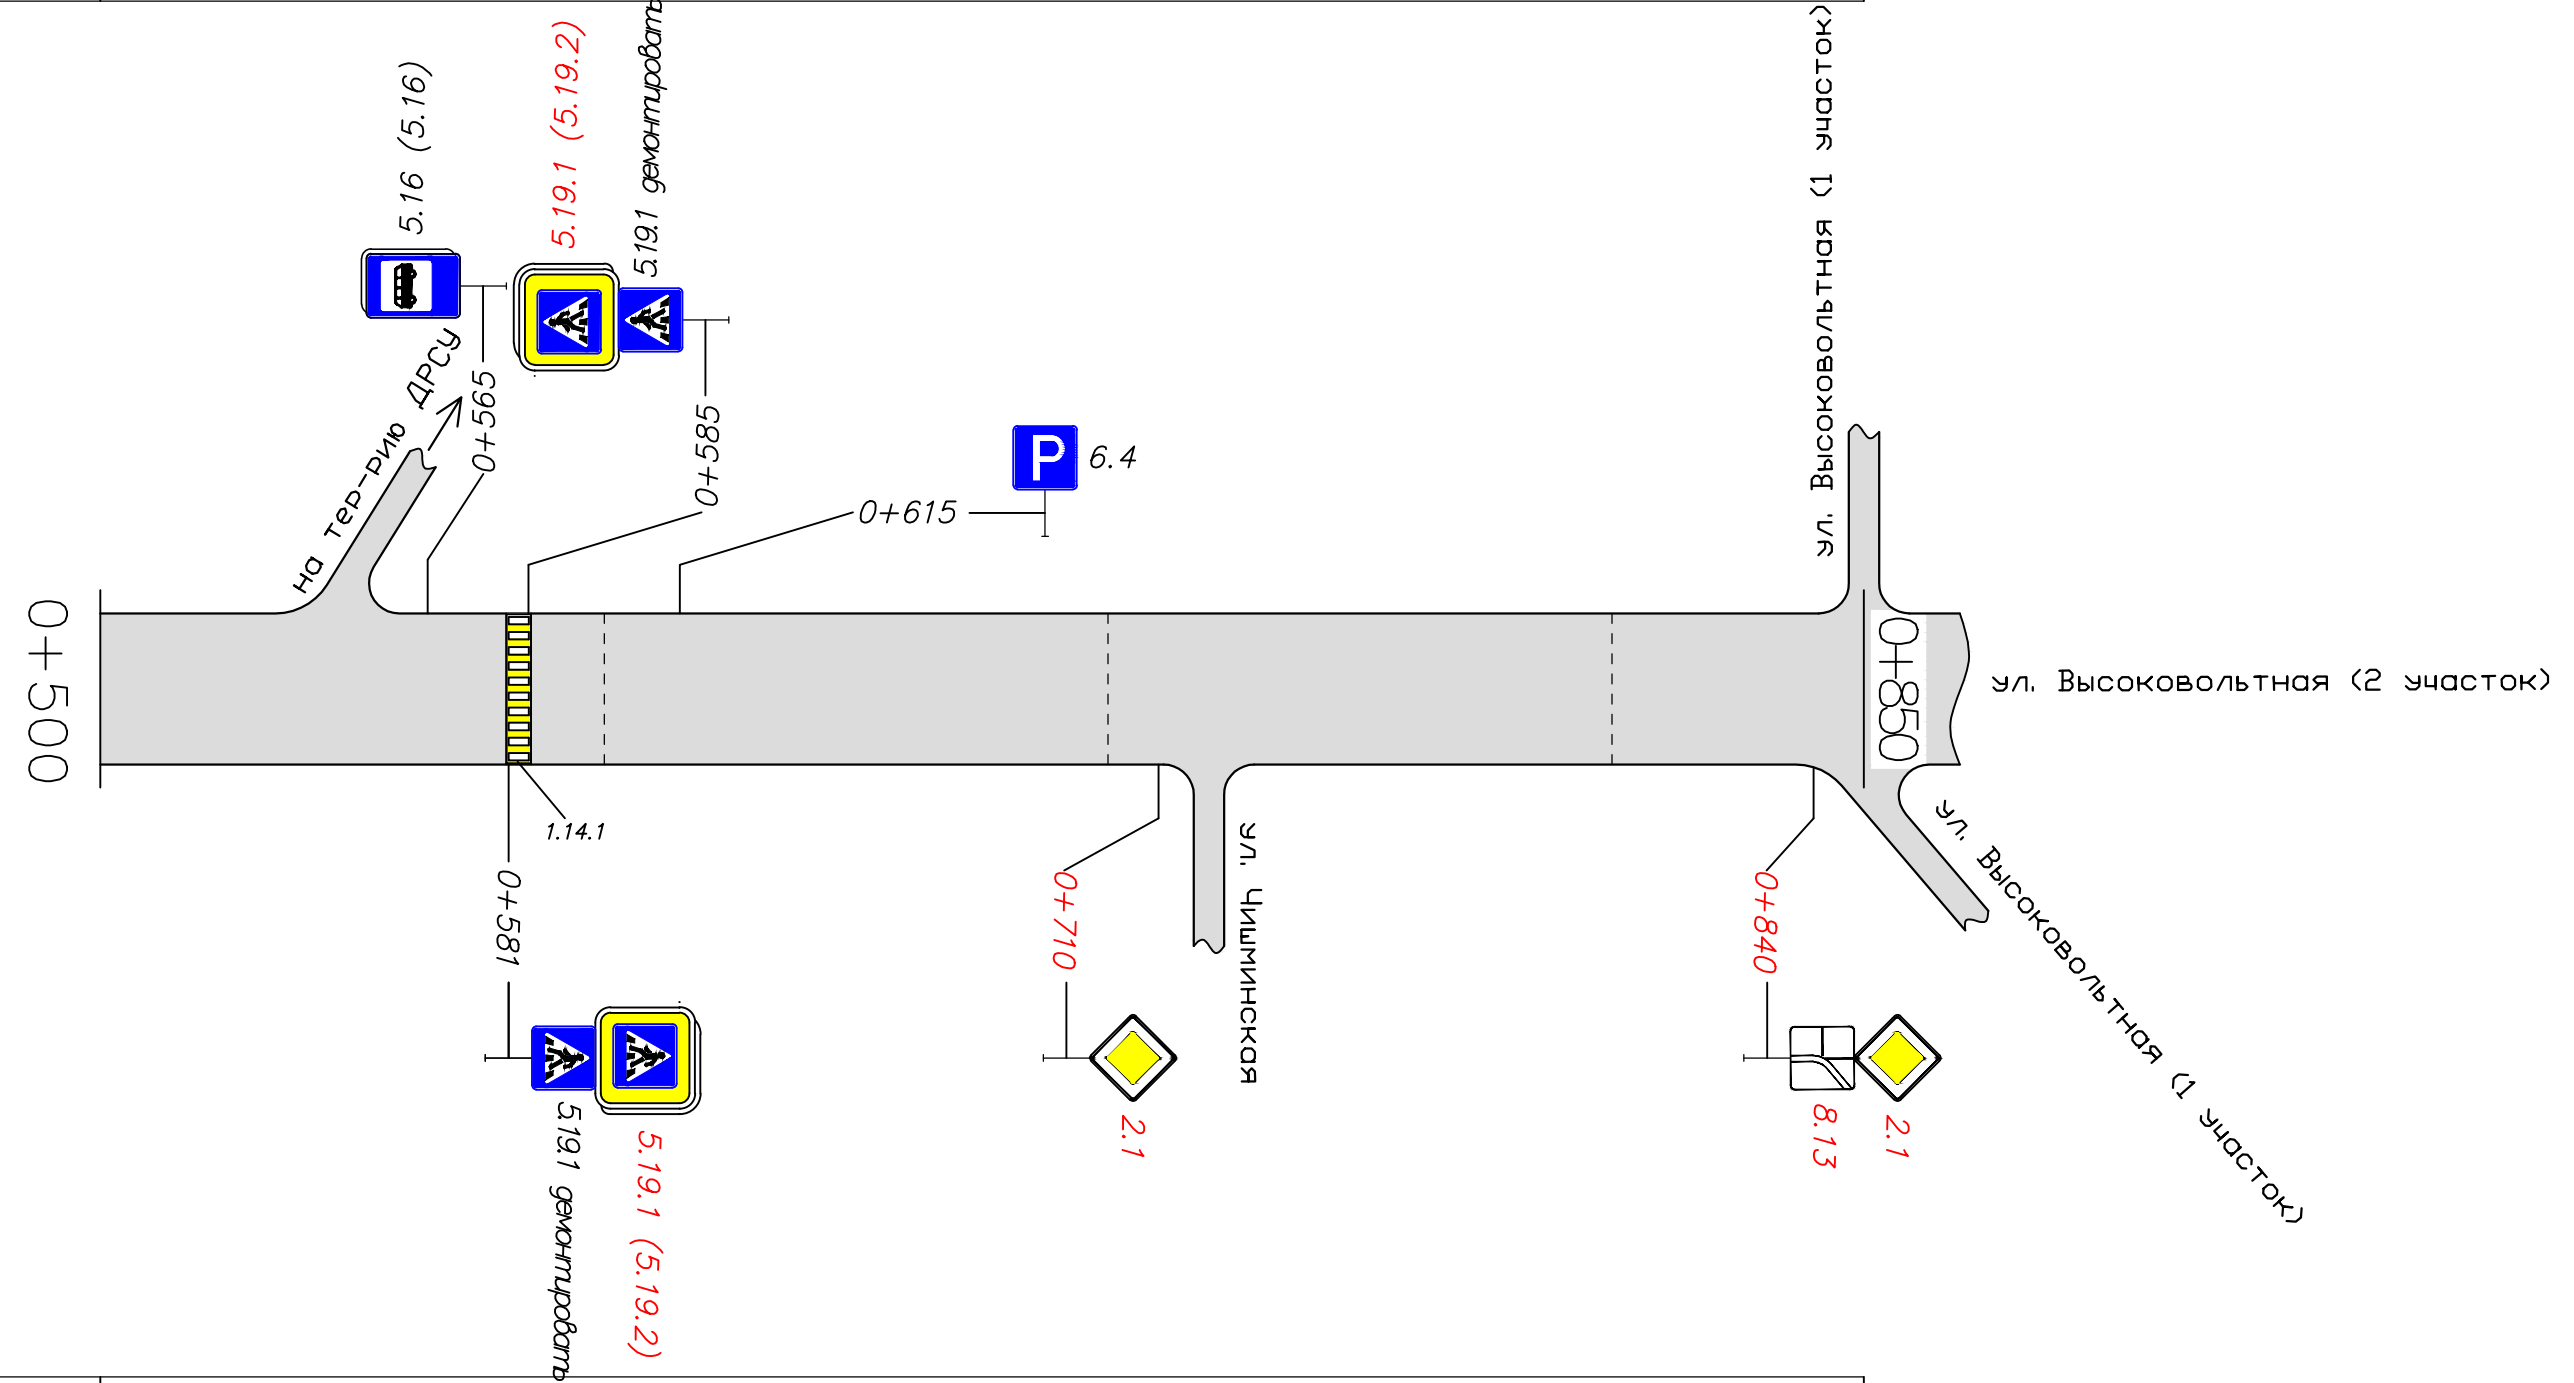 5.16 (5.16)
5.19.1 (5.19.2)
5.19.1 демонтировать
ул. Высоковольтная (1 участок)
на тер-рию ДРСУ
0+565
0+585
P
6.4
0+615
0+500
0+850
ул. Высоковольтная (2 участок)
1.14.1
0+581
0+710
ул. Чишминская
0+840
ул. Высоковольтная (1 участок)
5.19.1 демонтировать
5.19.1 (5.19.2)
2.1
8.13
2.1